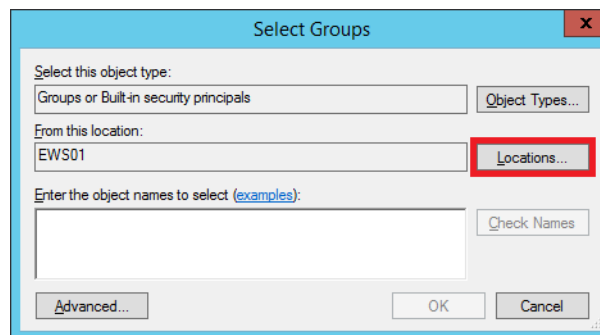 Select Groups
x
Select this object type:
Groups or Built-in security principals
Object Types...
From this location:
EWS01
Locations...
Enter the object names to select (examples):
Check Names
Advanced...
OK
Cancel